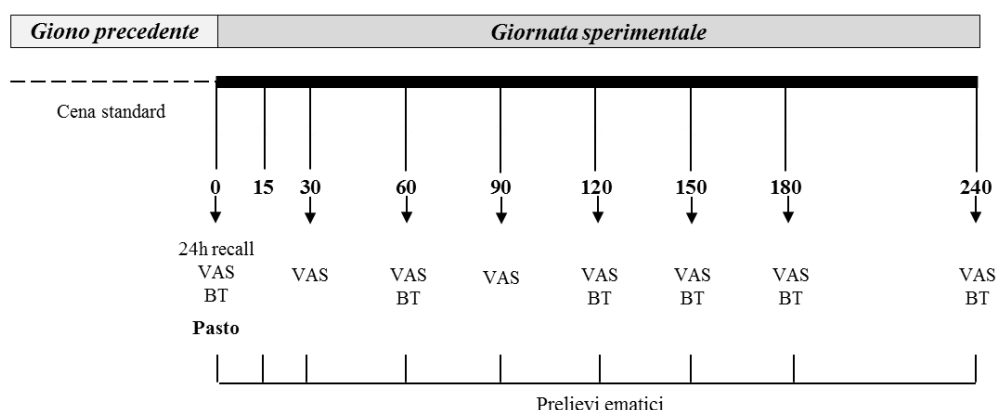 Giono precedente Giornata sperimentale
Cena standard
0 15 30 60 90 120 150 180 240
24h recall
VAS VAS VAS VAS VAS VAS VAS VAS
BT BT BT BT BT BT
Pasto
Prelievi ematici